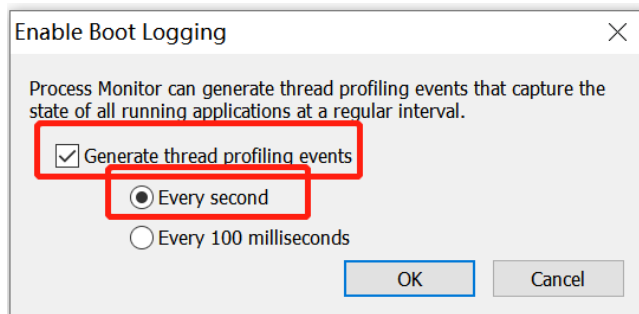 Enable Boot Logging
Process Monitor can generate thread profiling events that capture the
state of all running applications at a regular interval.
Generate thread profiling events
Every second
Every 100 milliseconds
OK Cancel